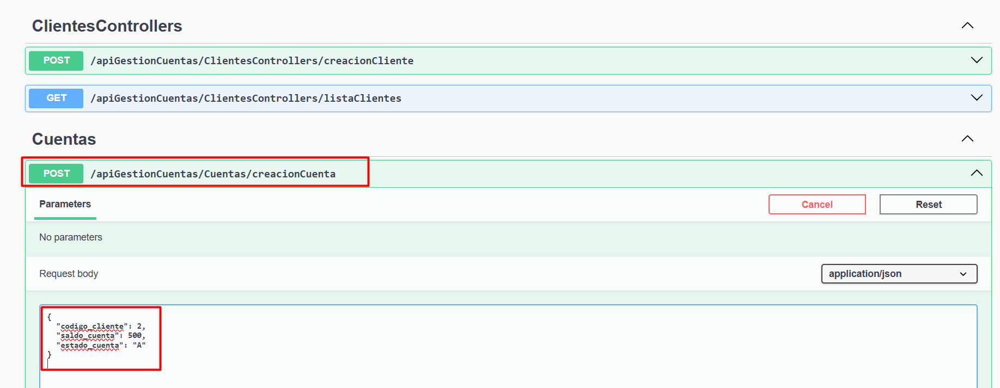 ClientesControllers
POST /apiGestionCuentas/ClientesControllers/creacionCliente
GET /apiGestionCuentas/ClientesControllers/listaClientes
Cuentas
POST /apiGestionCuentas/Cuentas/creacionCuenta
Parameters Cancel Reset
No parameters
Request body application/json
{
"codigo_cliente": 2,
"saldo_cuenta": 500,
"estado_cuenta": "A"
}